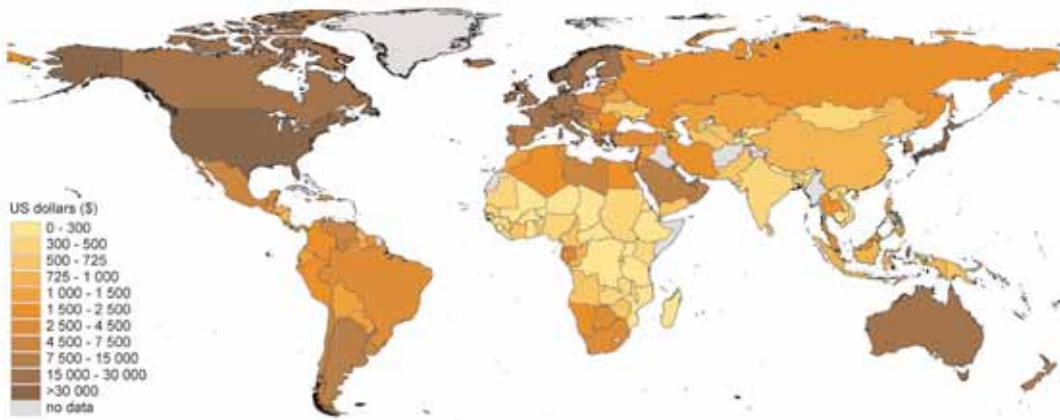 US dollars ($)
0 - 300
300 - 500
500 - 725
725 - 1 000
1 000 - 1 500
1 500 - 2 500
2 500 - 4 500
4 500 - 7 500
7 500 - 15 000
15 000 - 30 000
>30 000
no data